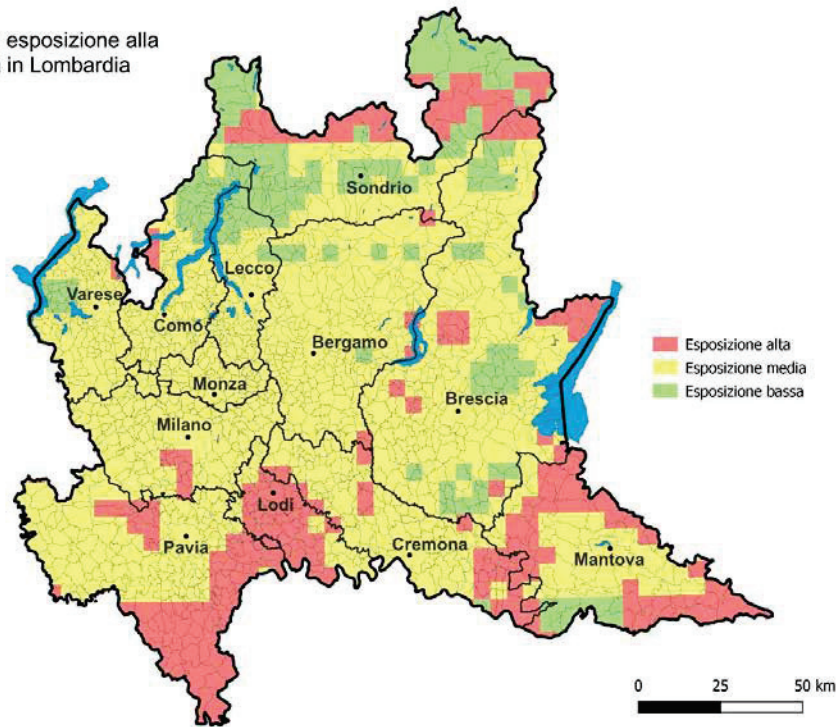 esposizione alla
in Lombardia
Sondrio
Lecco
Varese
Como
Bergamo
Monza
Brescia
Milano
Lodi
Pavia
Cremona
Mantova
Esposizione alta
Esposizione media
Esposizione bassa
0 25 50 km